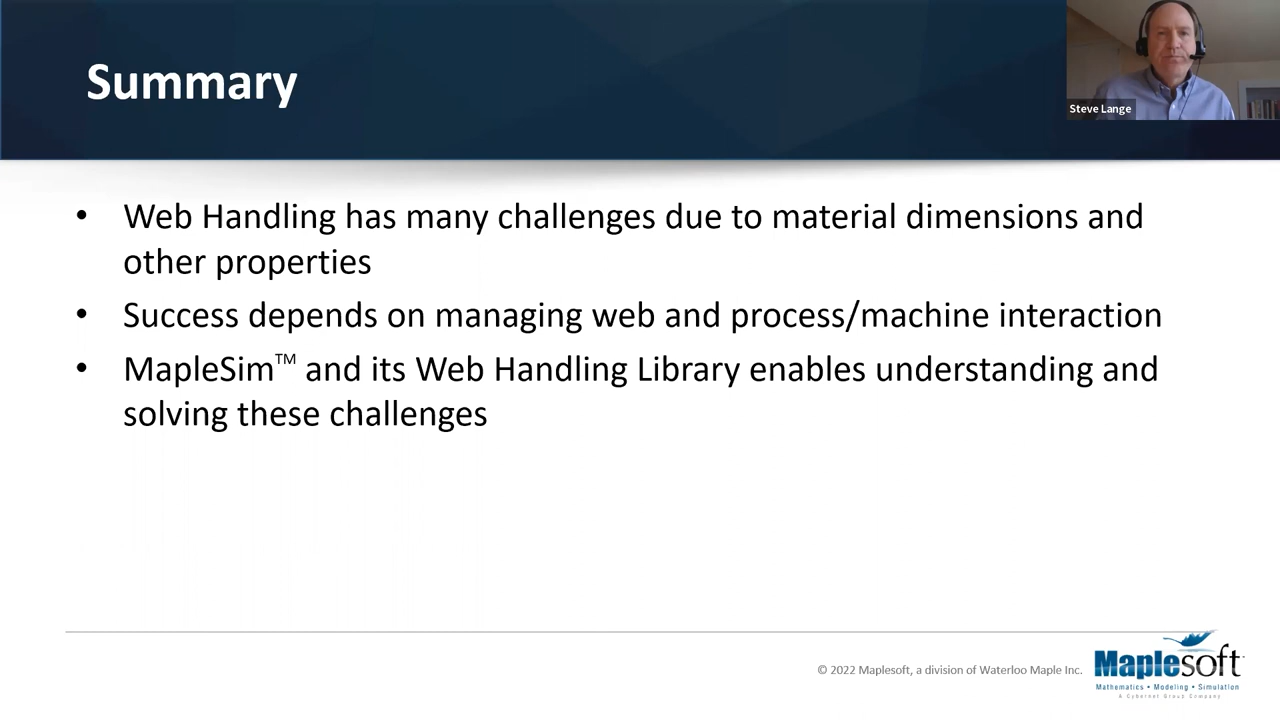 Summary
Steve Lange
• Web Handling has many challenges due to material dimensions and
other properties
• Success depends on managing web and process/machine interaction
• MapleSim™ and its Web Handling Library enables understanding and
solving these challenges
© 2022 Maplesoft, a division of Waterloo Maple Inc.
Maplesoft
Mathematics • Modeling • Simulation
A Cybernet Group Company